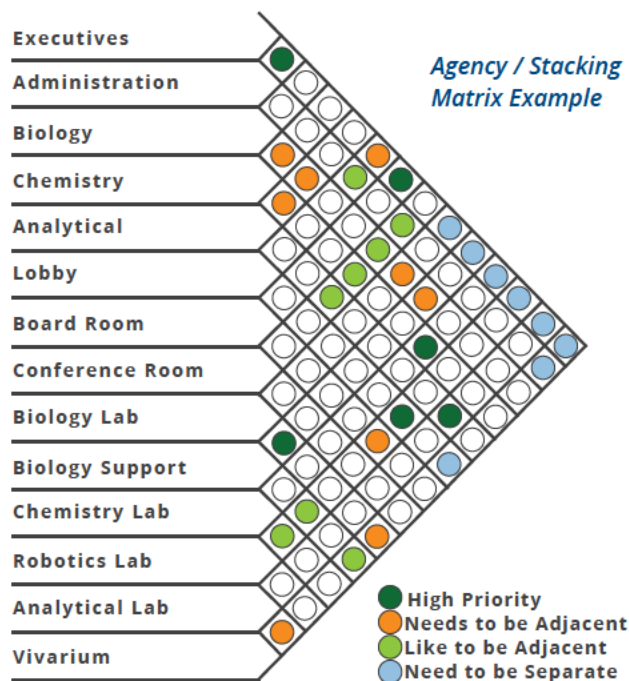 Executives
Agency / Stacking
Matrix Example
Administration
Biology
Chemistry
Analytical
Lobby
Board Room
Conference Room
Biology Lab
Biology Support
Chemistry Lab
Robotics Lab
Analytical Lab
Vivarium
High Priority
Needs to be Adjacent
Like to be Adjacent
Need to be Separate